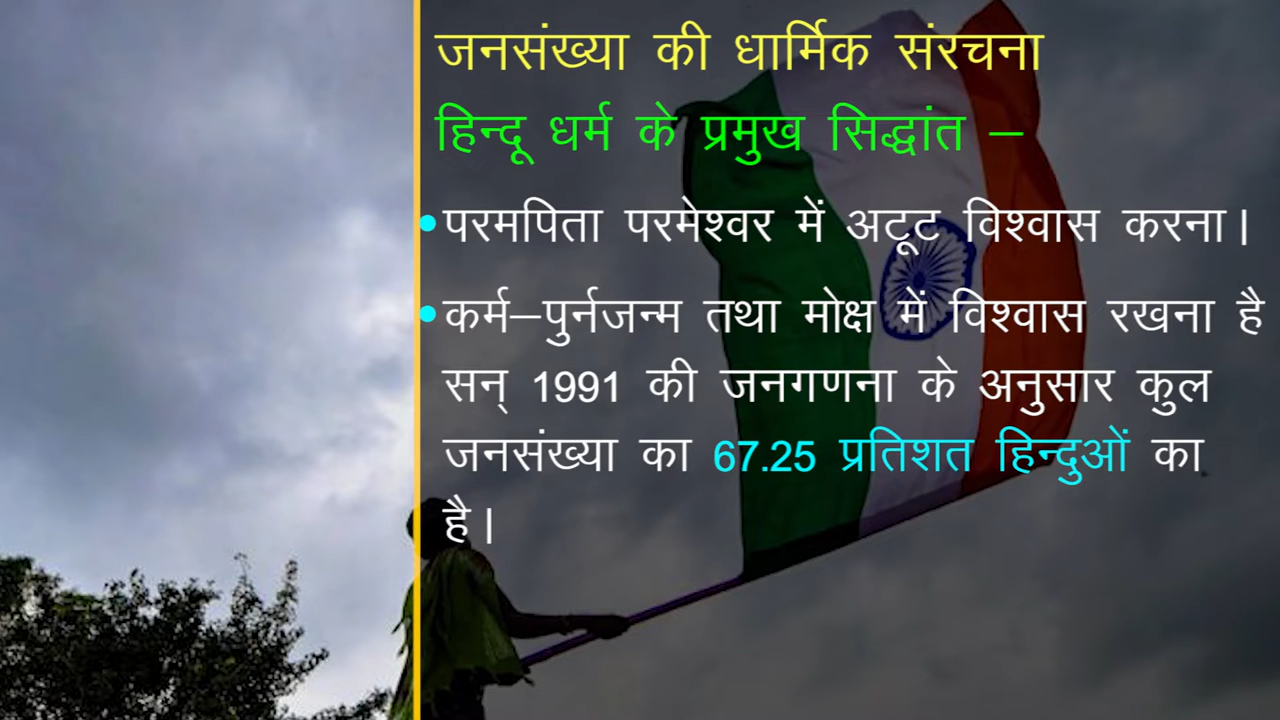 जनसंख्या की धार्मिक संरचना
हिन्दू धर्म के प्रमुख सिद्धांत –
•परमपिता परमेश्वर में अटूट विश्वास करना।
•कर्म–पुर्नजन्म तथा मोक्ष में विश्वास रखना है
सन् 1991 की जनगणना के अनुसार कुल
जनसंख्या का 67.25 प्रतिशत हिन्दुओं का
है।